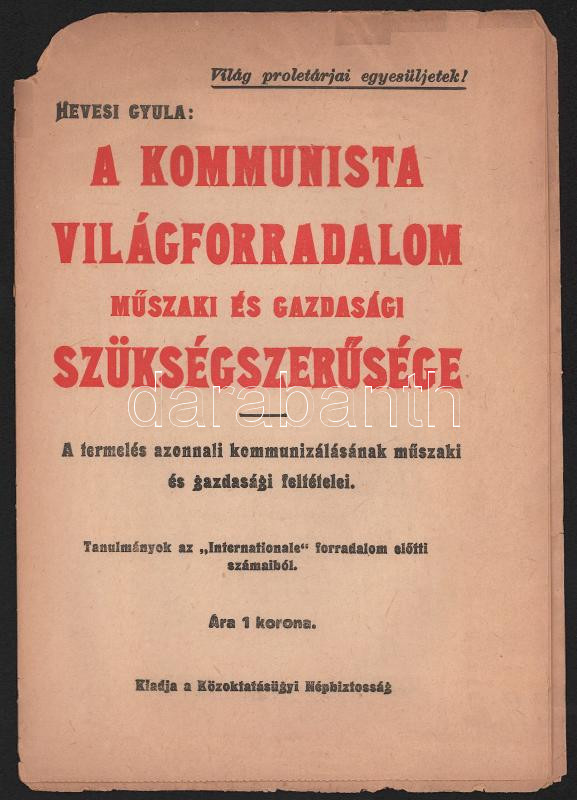 Világ proletárjai egyesüljetek!
HEVESI GYULA:
A KOMMUNISTA
VILÁGFORRADALOM
MŰSZAKI ÉS GAZDASÁGI
SZÜKSÉGSZERŰSÉGE
darabanth
A termelés azonnali kommunizálásának műszaki
és gazdasági feltételei.
Tanulmányok az „Internationale“ forradalom előtti
számaiból.
Ára 1 korona.
Kiadja a Közoktatásügyi Népbiztosság